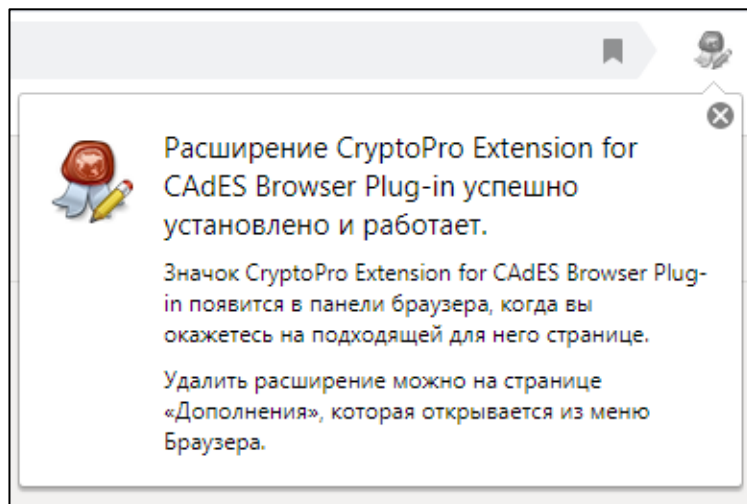 Расширение CryptoPro Extension for
CAdES Browser Plug-in успешно
установлено и работает.
Значок CryptoPro Extension for CAdES Browser Plug-
in появится в панели браузера, когда вы
окажетесь на подходящей для него странице.
Удалить расширение можно на странице
«Дополнения», которая открывается из меню
Браузера.